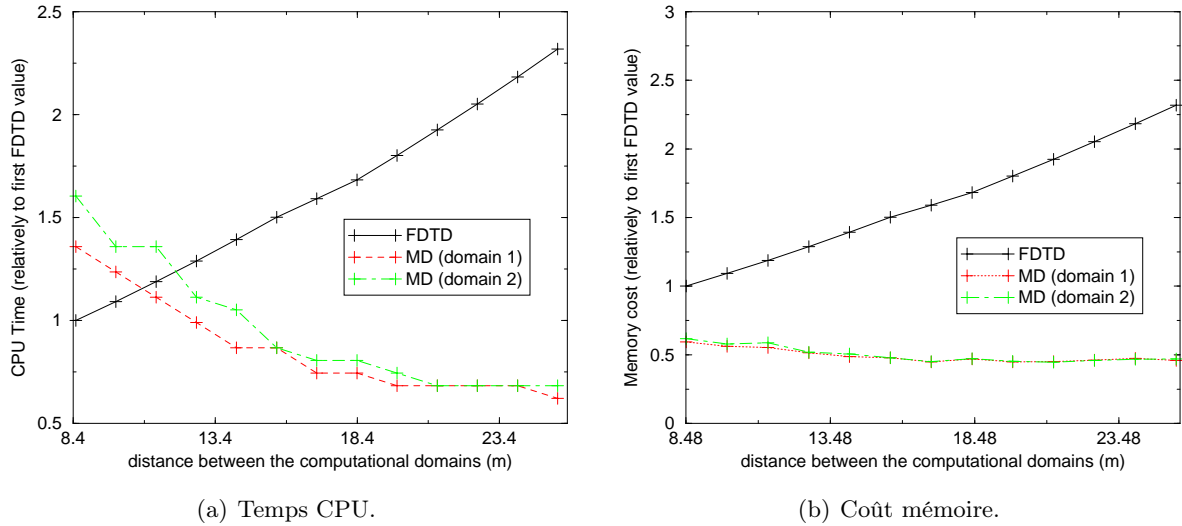 2.5
2
1.5
1
0.5
CPU Time (relatively to first FDTD value)
FDTD
MD (domain 1)
MD (domain 2)
8.4 13.4 18.4 23.4
distance between the computational domains (m)
(a) Temps CPU.
3
2.5
2
1.5
1
0.5
0
Memory cost (relatively to first FDTD value)
FDTD
MD (domain 1)
MD (domain 2)
8.48 13.48 18.48 23.48
distance between the computational domains (m)
(b) Coût mémoire.